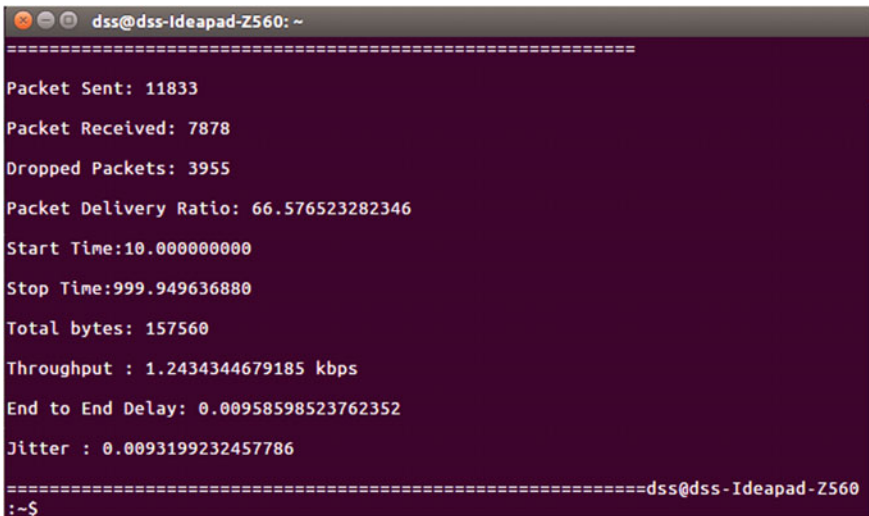 dss@dss-Ideapad-Z560: ~
===========================================================
Packet Sent: 11833
Packet Received: 7878
Dropped Packets: 3955
Packet Delivery Ratio: 66.576523282346
Start Time:10.000000000
Stop Time:999.949636880
Total bytes: 157560
Throughput : 1.2434344679185 kbps
End to End Delay: 0.00958598523762352
Jitter : 0.0093199232457786
============================================================dss@dss-Ideapad-Z560
:~$